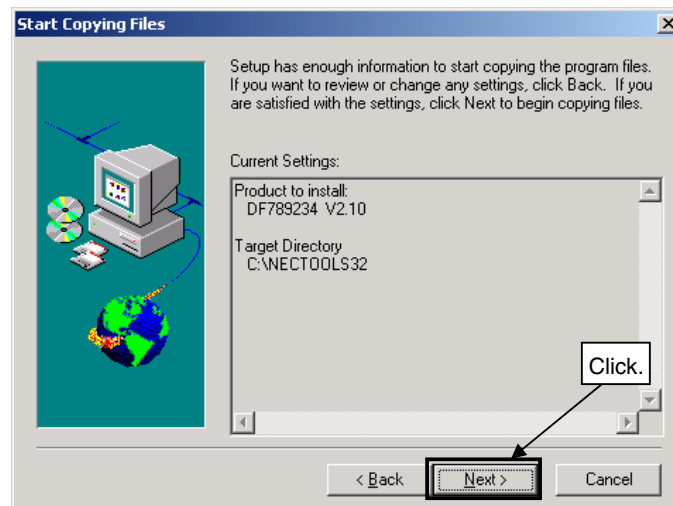 Start Copying Files
Setup has enough information to start copying the program files.
If you want to review or change any settings, click Back. If you
are satisfied with the settings, click Next to begin copying files.
Current Settings:
Product to install:
DF789234 V2.10
Target Directory
C:\NECTOOLS32
Click.
< Back
Next >
Cancel